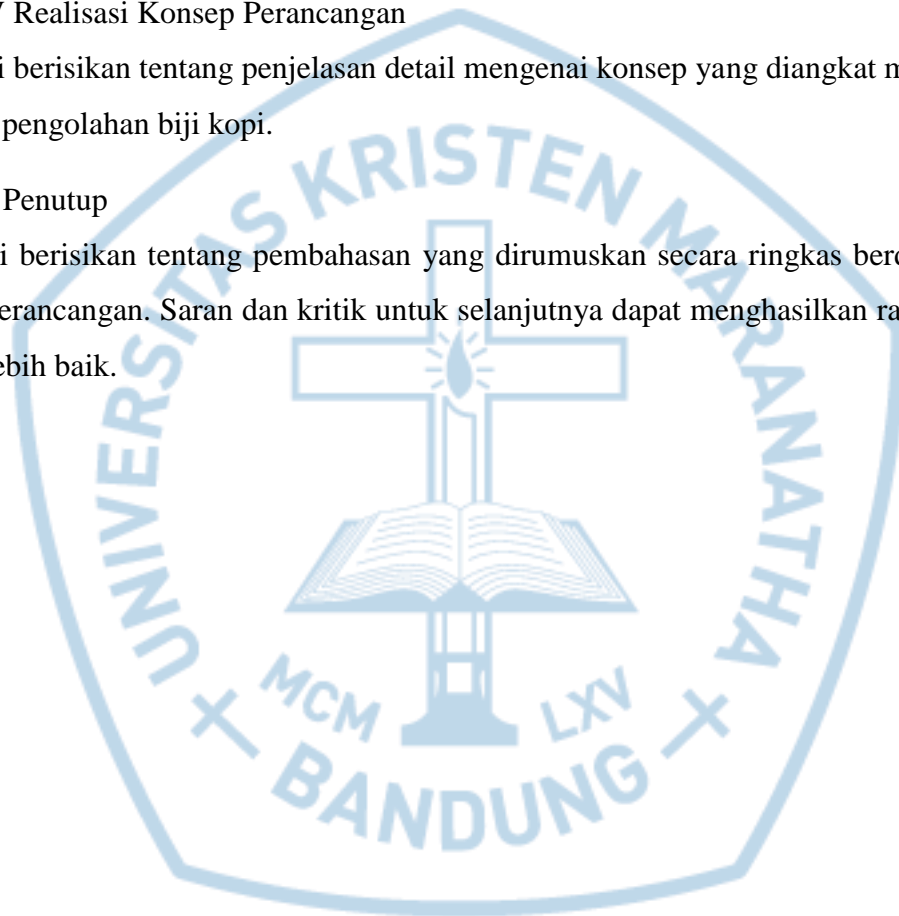 V Realisasi Konsep Perancangan
i berisikan tentang penjelasan detail mengenai konsep yang diangkat m
pengolahan biji kopi.
Penutup
i berisikan tentang pembahasan yang dirumuskan secara ringkas berd
erancangan. Saran dan kritik untuk selanjutnya dapat menghasilkan ra
ebih baik.
UNIVERSITAS KRISTEN MARANATHA
MCM LXV
BANDUNG